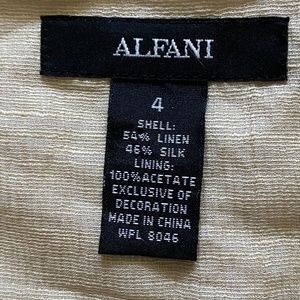 ALFANI
4
SHELL:
54% LINEN
46% SILK
LINING:
100% ACETATE
EXCLUSIVE OF
DECORATION
MADE IN CHINA
WPL 8046